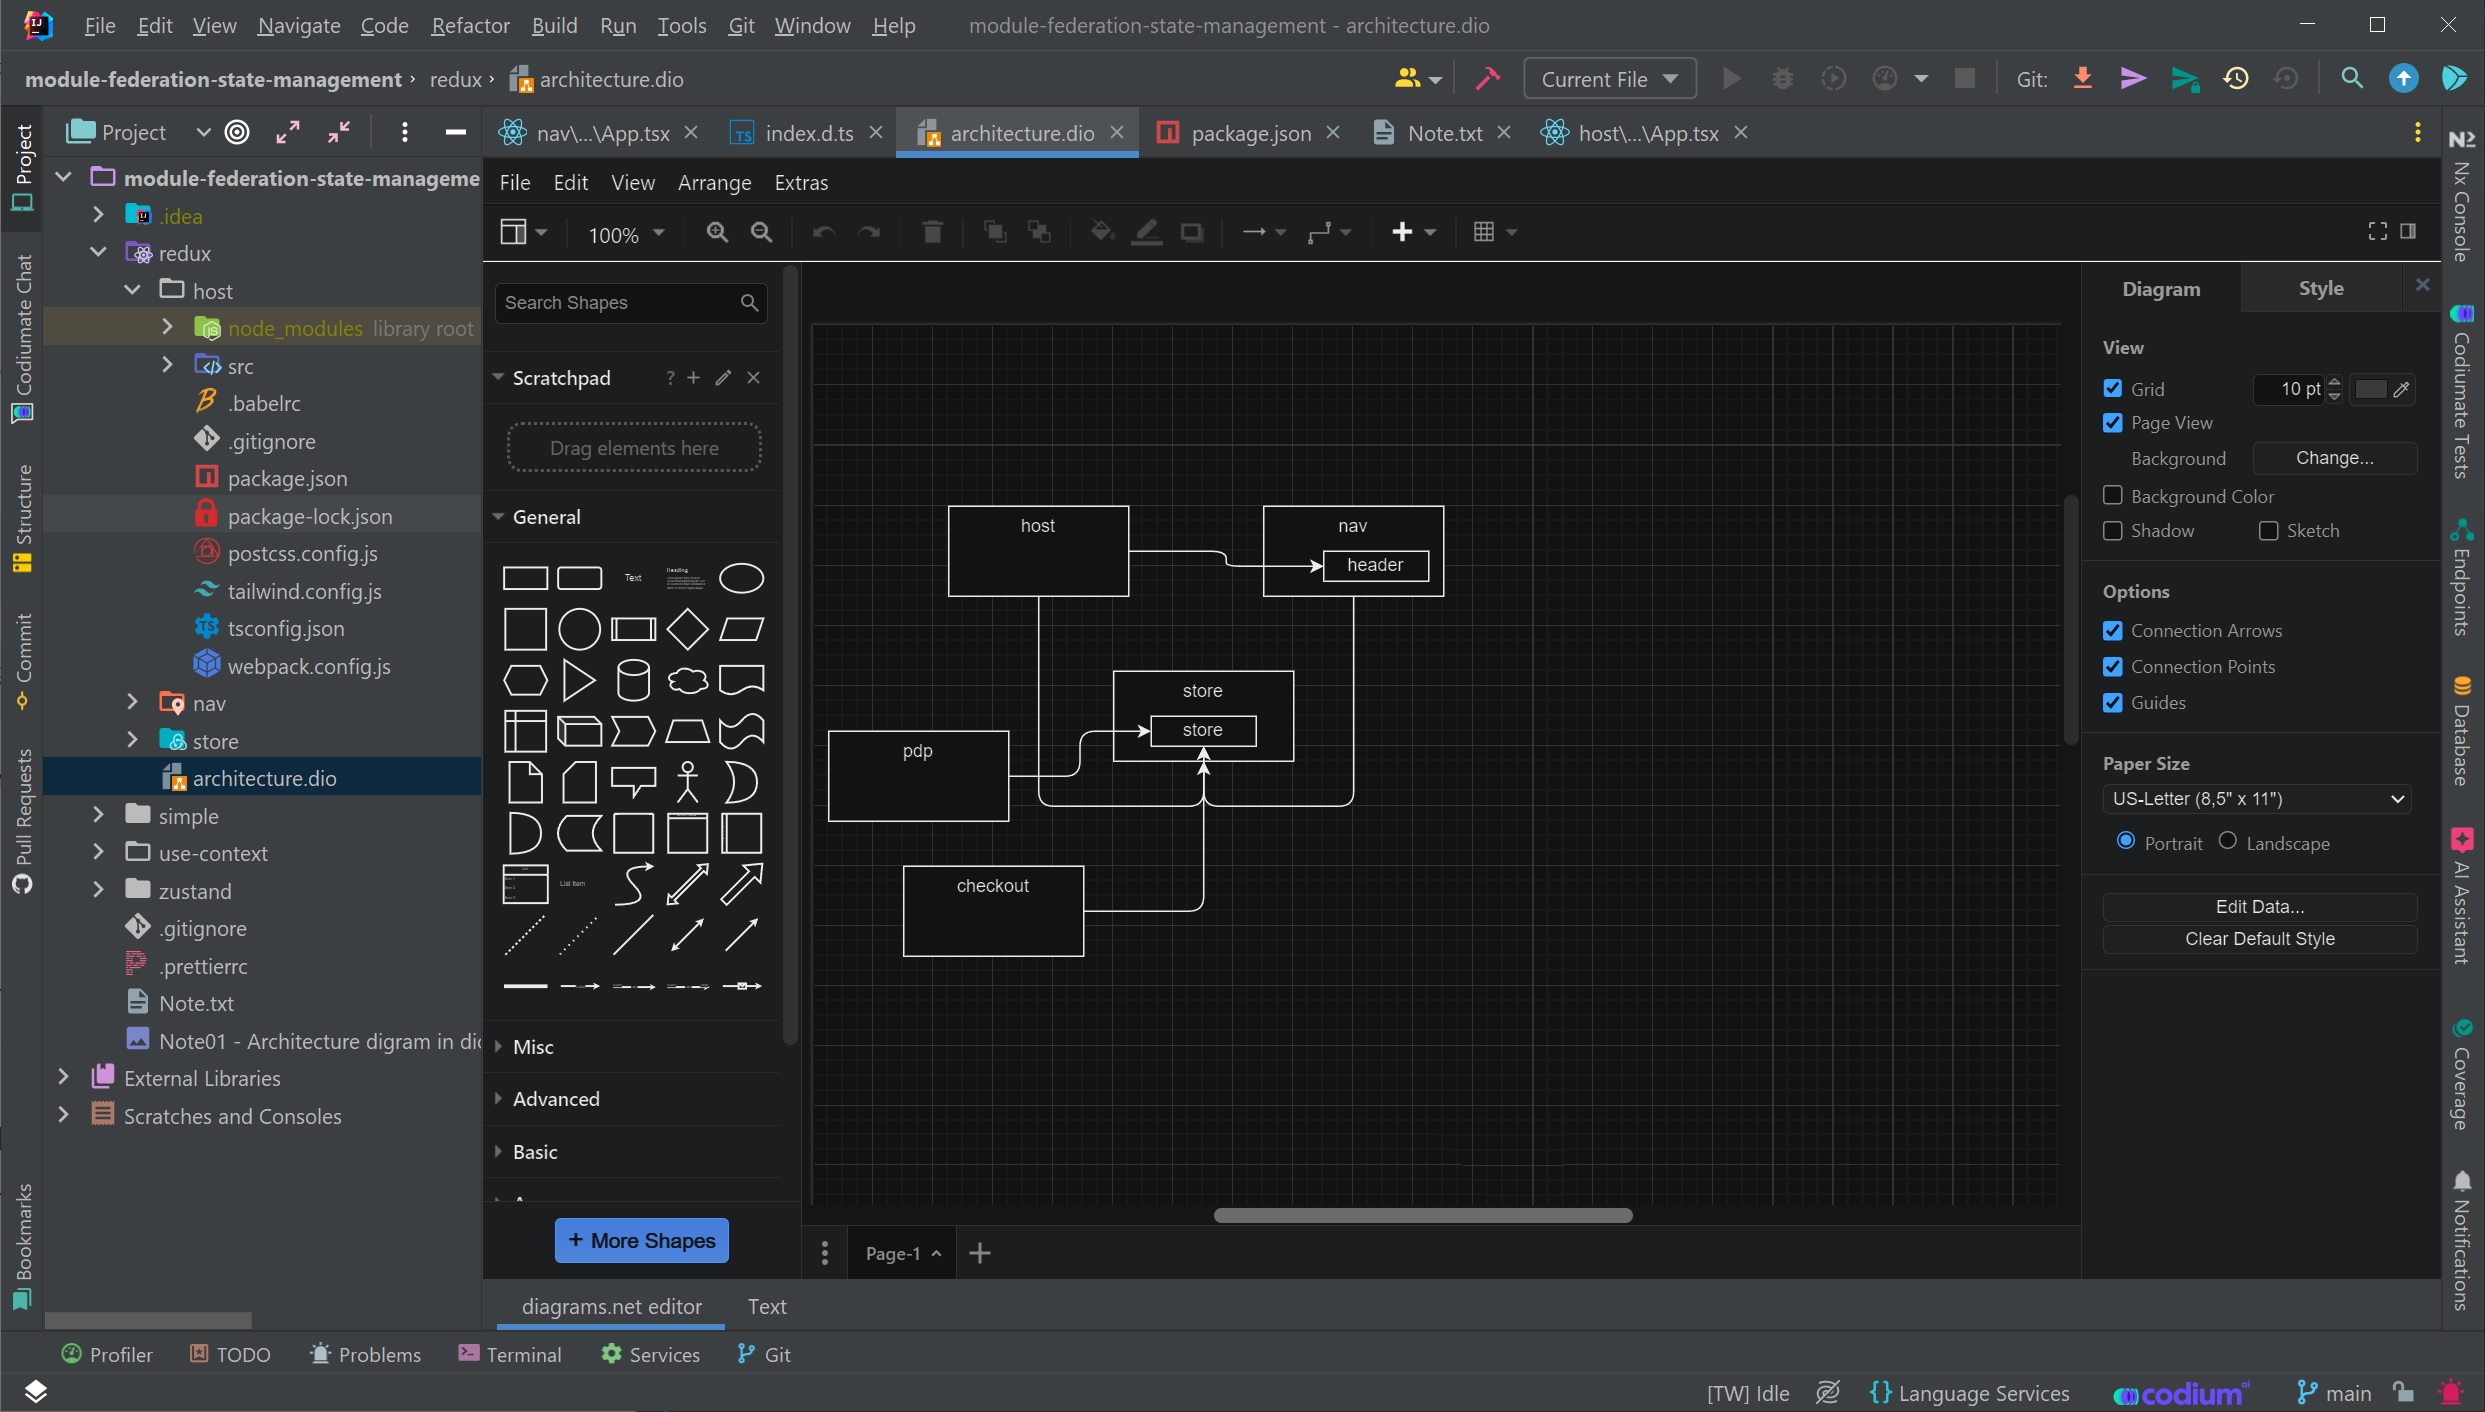 File Edit View Navigate Code Refactor Build Run Tools Git Window Help module-federation-state-management - architecture.dio
module-federation-state-management redux architecture.dio Current File Git:
Project
nav\...\App.tsx index.d.ts architecture.dio package.json Note.txt host\...\App.tsx
module-federation-state-manageme
.idea
redux
host
node_modules library root
src
.babelrc
.gitignore
package.json
package-lock.json
postcss.config.js
tailwind.config.js
tsconfig.json
webpack.config.js
nav
store
architecture.dio
simple
use-context
zustand
.gitignore
.prettierrc
Note.txt
Note01 - Architecture digram in di
External Libraries
Scratches and Consoles
Project
Codiumate Chat
Structure
Commit
Pull Requests
Bookmarks
File Edit View Arrange Extras
100%
Search Shapes
Scratchpad
?
Drag elements here
General
Text
Heading
List Item
Misc
Advanced
Basic
+ More Shapes
host
nav
header
store
store
pdp
checkout
Page-1
Diagram Style
View
Grid 10 pt
Page View
Background Change...
Background Color
Shadow Sketch
Options
Connection Arrows
Connection Points
Guides
Paper Size
US-Letter (8,5" x 11")
Portrait Landscape
Edit Data...
Clear Default Style
Nx Console
Codiumate Tests
Endpoints
Database
AI Assistant
Coverage
Notifications
diagrams.net editor Text
Profiler TODO Problems Terminal Services Git
[TW] Idle {} Language Services codium ai main